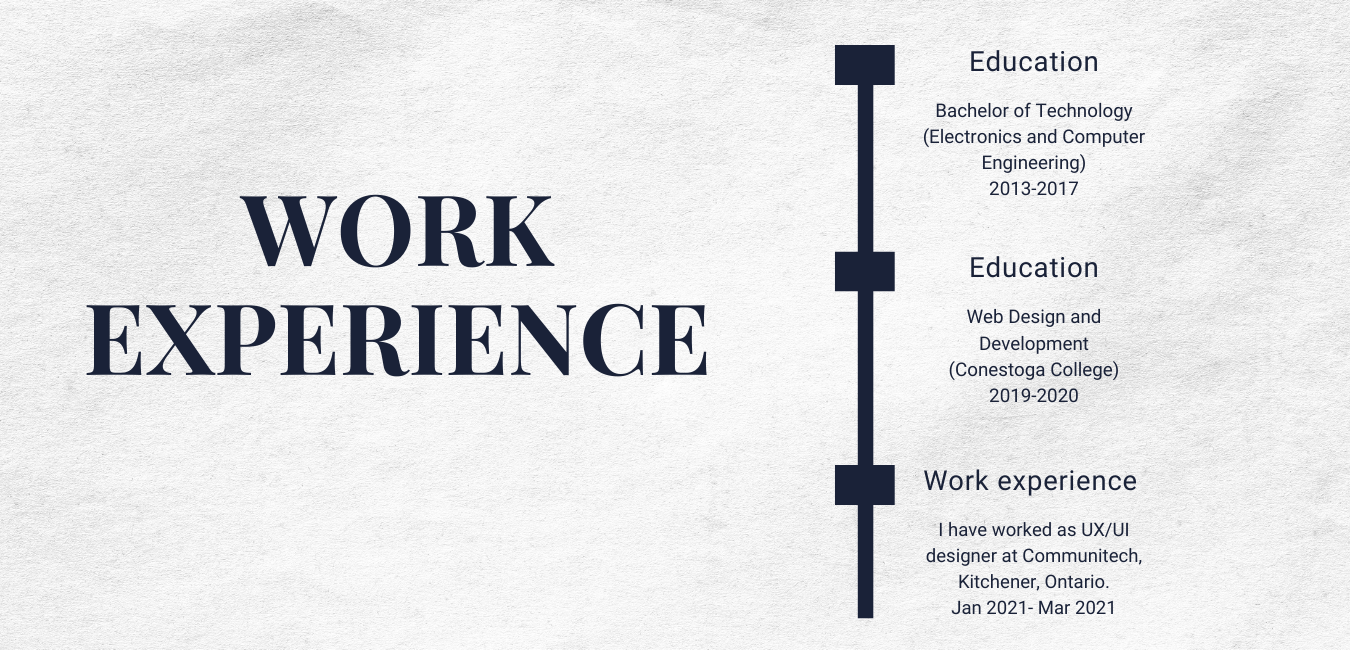 WORK
EXPERIENCE
Education
Bachelor of Technology
(Electronics and Computer
Engineering)
2013-2017
Education
Web Design and
Development
(Conestoga College)
2019-2020
Work experience
I have worked as UX/UI
designer at Communitech,
Kitchener, Ontario.
Jan 2021- Mar 2021